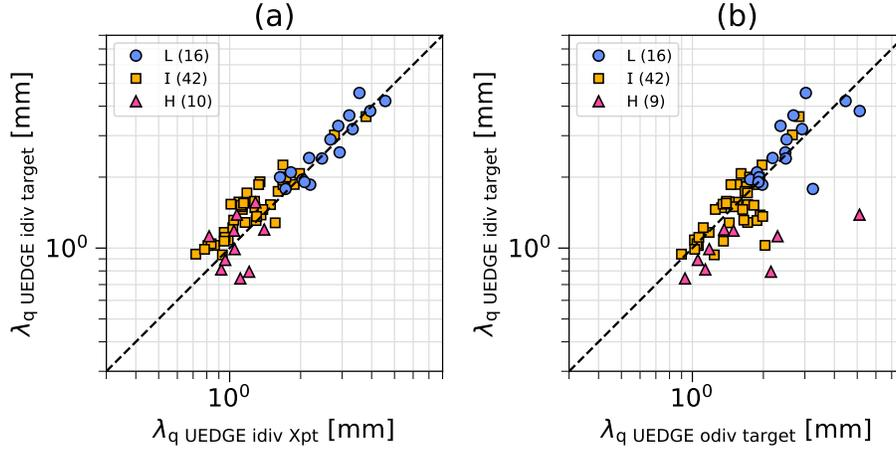 (a)
L (16)
I (42)
H (10)
λq UEDGE idiv target [mm]
10⁰
10⁰
λq UEDGE idiv Xpt [mm]
(b)
L (16)
I (42)
H (9)
λq UEDGE idiv target [mm]
10⁰
10⁰
λq UEDGE odiv target [mm]